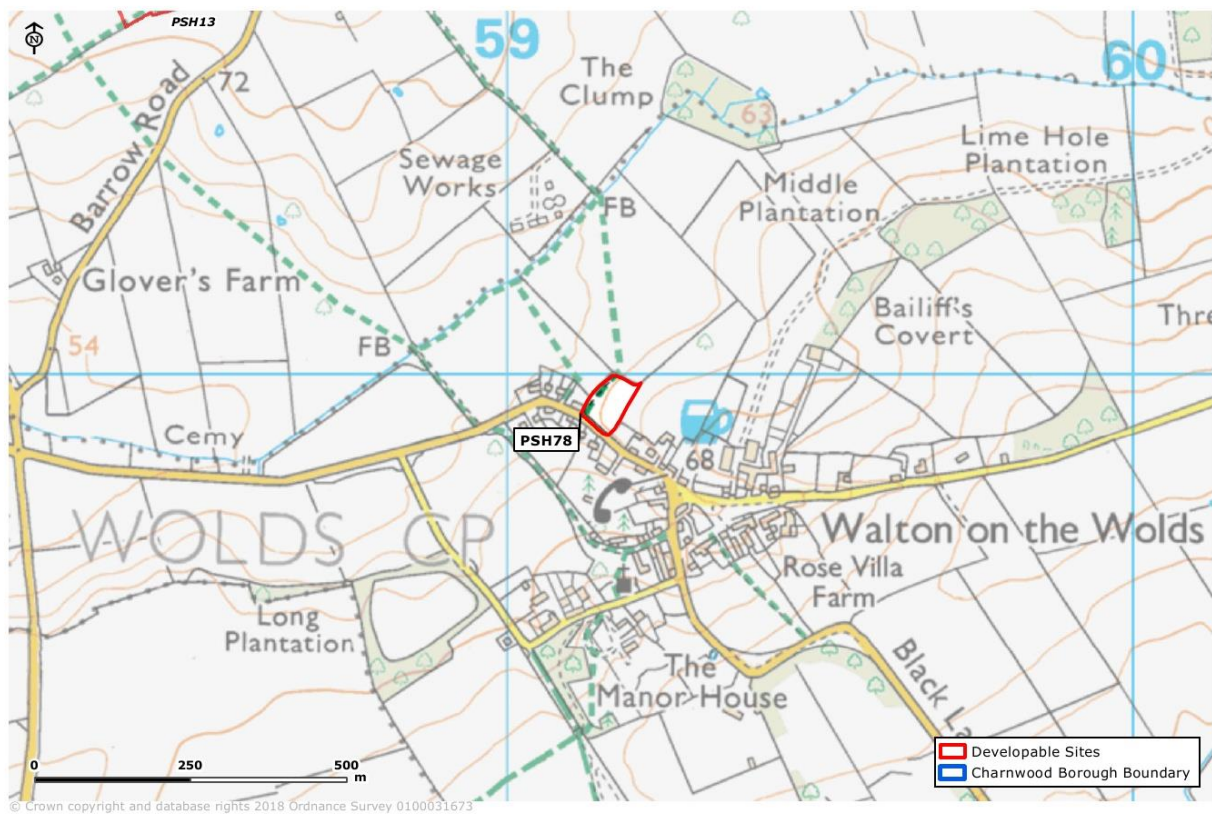 PSH13
N
59
60
The
Clump
63
72
Barrow Road
Sewage
Works
FB
Lime Hole
Plantation
Middle
Plantation
Glover's Farm
Bailiff's
Covert
Thre
54
FB
PSH78
Cemy
68
WOLDS CP
Walton on the Wolds
Rose Villa
Farm
Long
Plantation
The
Manor House
Black La
0 250 500
m
Developable Sites
Charnwood Borough Boundary
© Crown copyright and database rights 2018 Ordnance Survey 0100031673